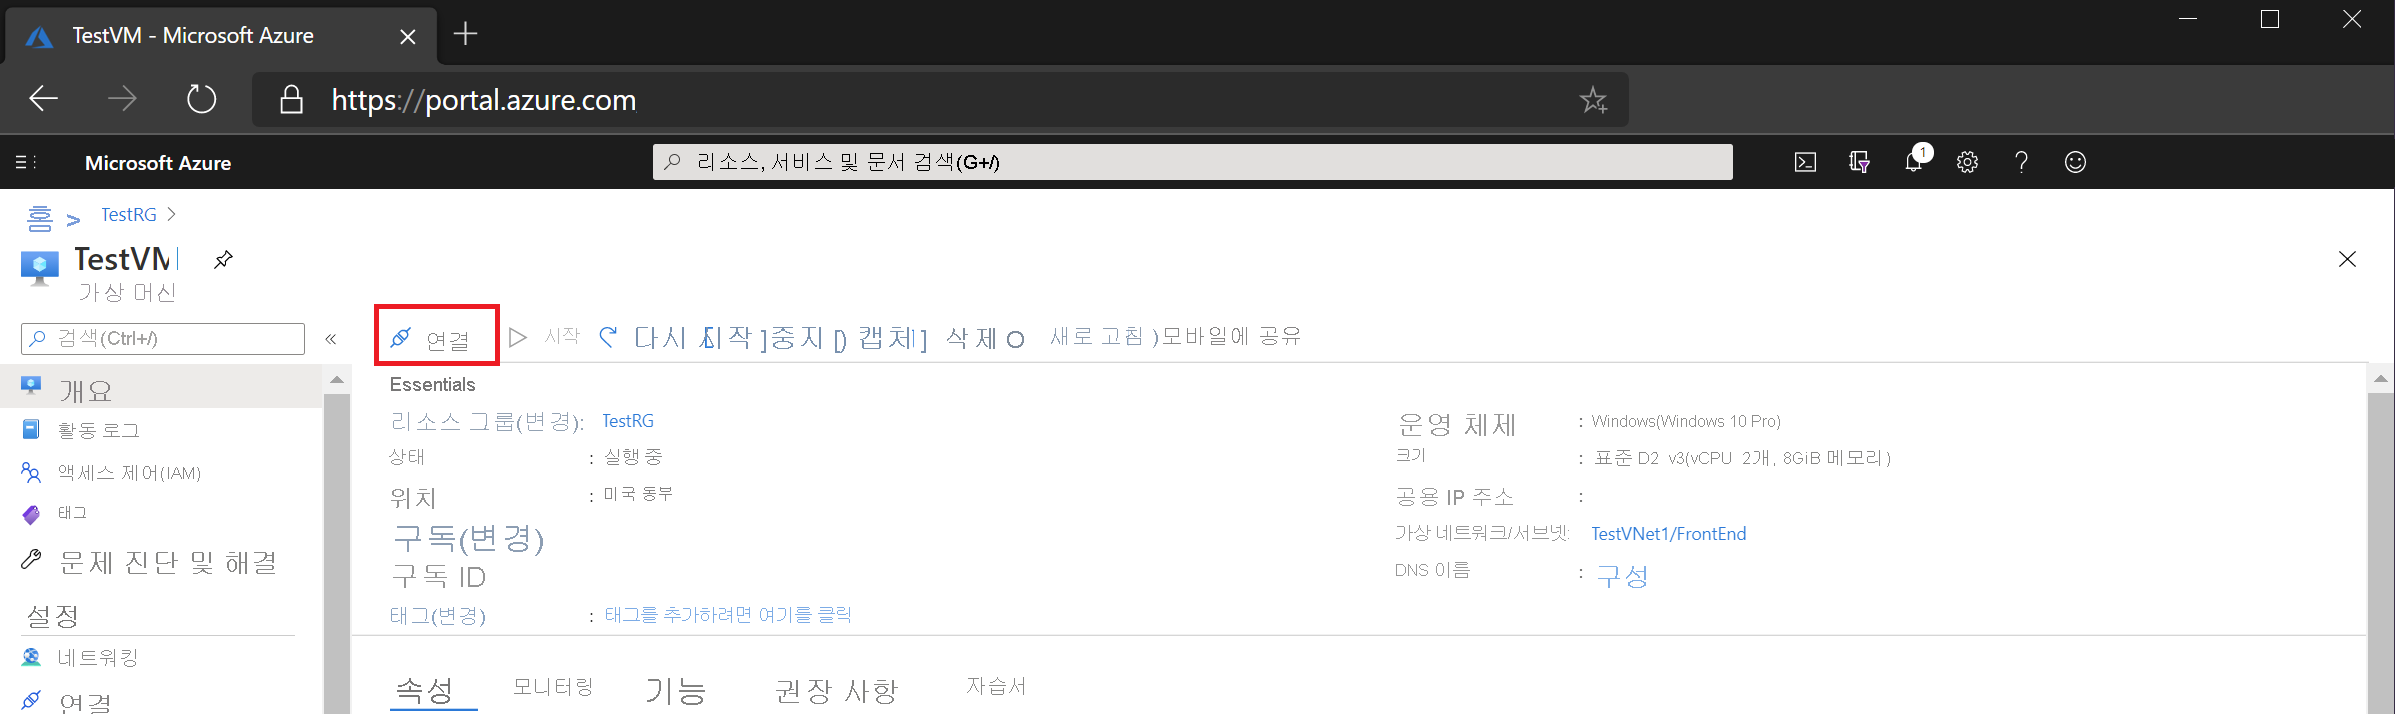 TestVM - Microsoft Azure
https://portal.azure.com
Microsoft Azure
리소스, 서비스 및 문서 검색(G+/)
1
홈 > TestRG >
TestVM
가상 머신
검색(Ctrl+/)
«
연결 시작 다시 시작 중지 캡처 삭제 새로 고침 모바일에 공유
개요
활동 로그
액세스 제어(IAM)
태그
문제 진단 및 해결
설정
네트워킹
연결
Essentials
리소스 그룹(변경): TestRG
상태 : 실행 중
위치 : 미국 동부
구독(변경)
구독 ID
태그(변경) : 태그를 추가하려면 여기를 클릭
운영 체제 : Windows(Windows 10 Pro)
크기 : 표준 D2 v3(vCPU 2개, 8GiB 메모리)
공용 IP 주소 :
가상 네트워크/서브넷: TestVNet1/FrontEnd
DNS 이름 : 구성
속성 모니터링 기능 권장 사항 자습서